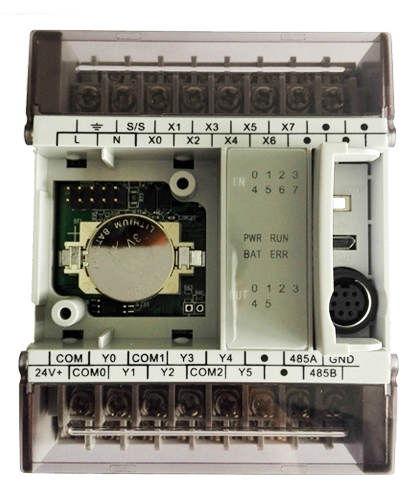 S/S X1 X3 X5 X7
L N X0 X2 X4 X6
IN 0 1 2 3
4 5 6 7
PWR RUN
BAT ERR
OUT 0 1 2 3
4 5
3V
LITHIUM BAT
COM Y0 COM1 Y3 Y4 485A GND
24V+ COM0 Y1 Y2 COM2 Y5 485B